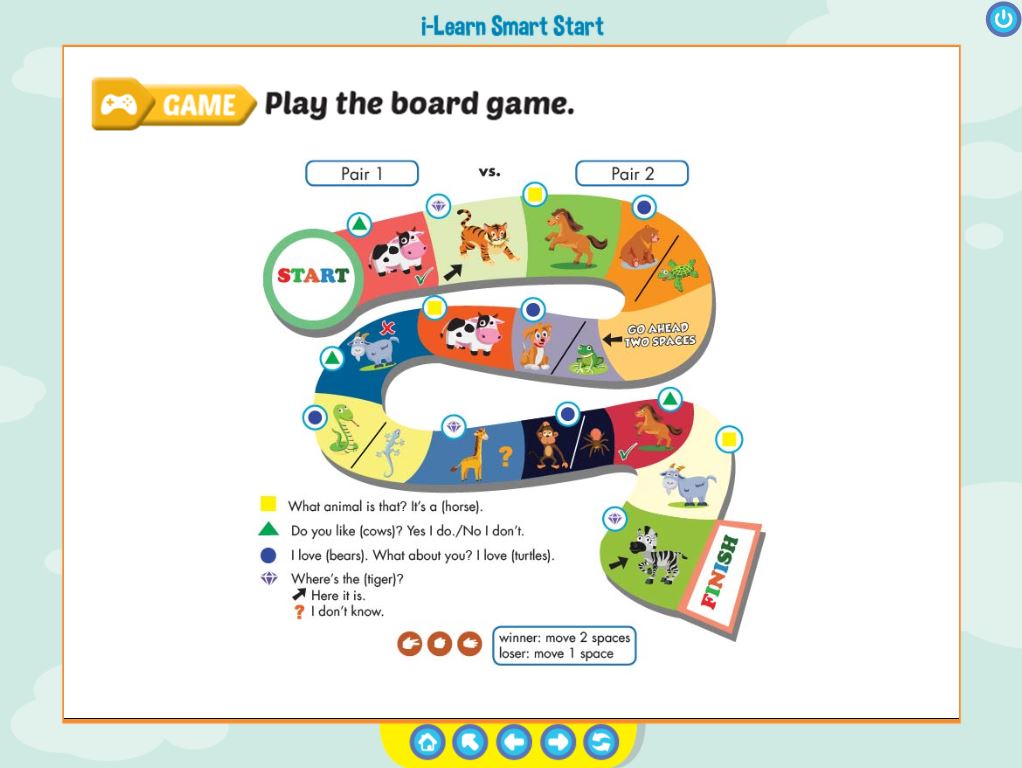 i-Learn Smart Start
GAME Play the board game.
Pair 1 vs. Pair 2
START
GO AHEAD
TWO SPACES
What animal is that? It's a (horse).
Do you like (cows)? Yes I do./No I don't.
I love (bears). What about you? I love (turtles).
Where's the (tiger)?
Here it is.
? I don't know.
?
FINISH
winner: move 2 spaces
loser: move 1 space